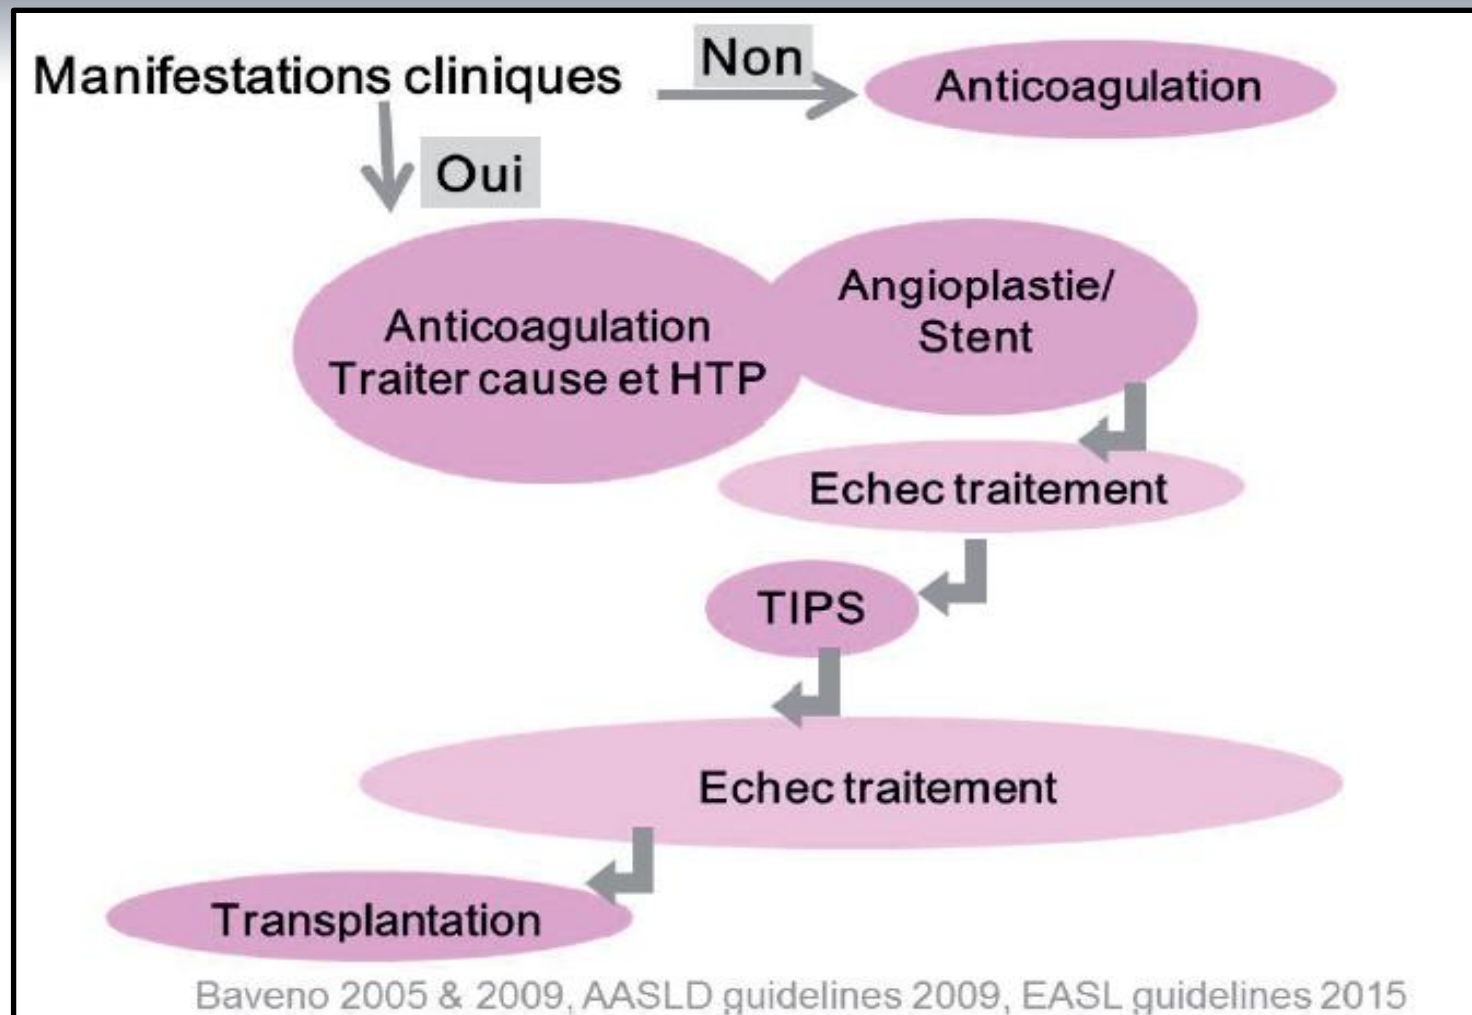 Manifestations cliniques
Non
Anticoagulation
Oui
Anticoagulation
Traiter cause et HTP
Angioplastie/
Stent
Echec traitement
TIPS
Echec traitement
Transplantation
Baveno 2005 & 2009, AASLD guidelines 2009, EASL guidelines 2015